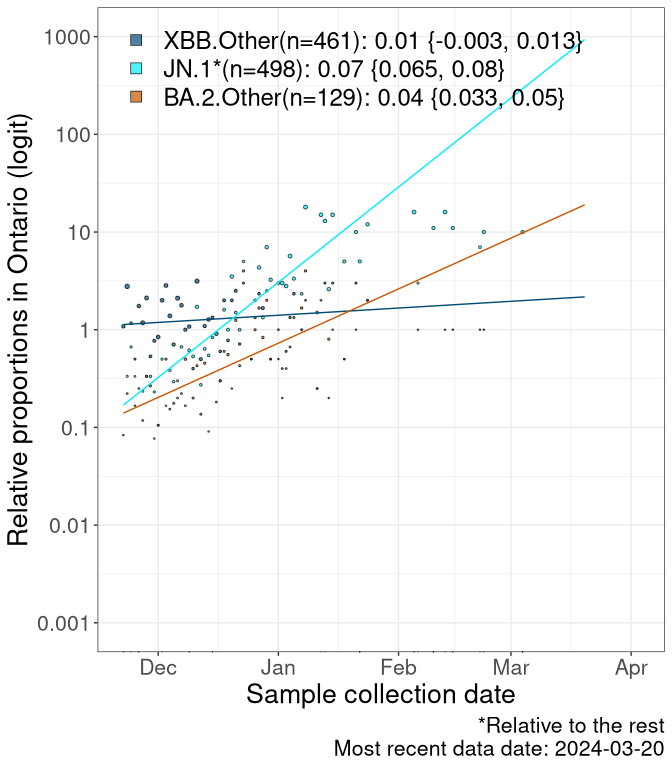 XBB.Other(n=461): 0.01 {-0.003, 0.013}
JN.1*(n=498): 0.07 {0.065, 0.08}
BA.2.Other(n=129): 0.04 {0.033, 0.05}
Relative proportions in Ontario (logit)
1000
100
10
1
0.1
0.01
0.001
Dec Jan Feb Mar Apr
Sample collection date
*Relative to the rest
Most recent data date: 2024-03-20